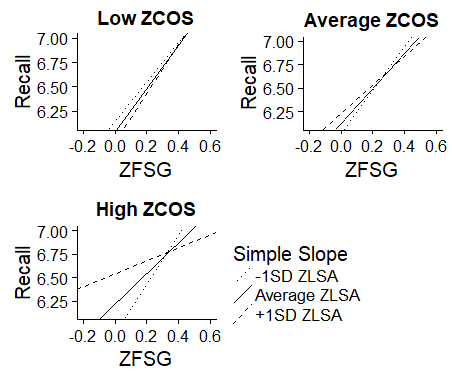 Low ZCOS
Recall
7.00
6.75
6.50
6.25
-0.2 0.0 0.2 0.4 0.6
ZFSG
Average ZCOS
Recall
7.00
6.75
6.50
6.25
-0.2 0.0 0.2 0.4 0.6
ZFSG
High ZCOS
Recall
7.00
6.75
6.50
6.25
-0.2 0.0 0.2 0.4 0.6
ZFSG
Simple Slope
-1SD ZLSA
Average ZLSA
+1SD ZLSA